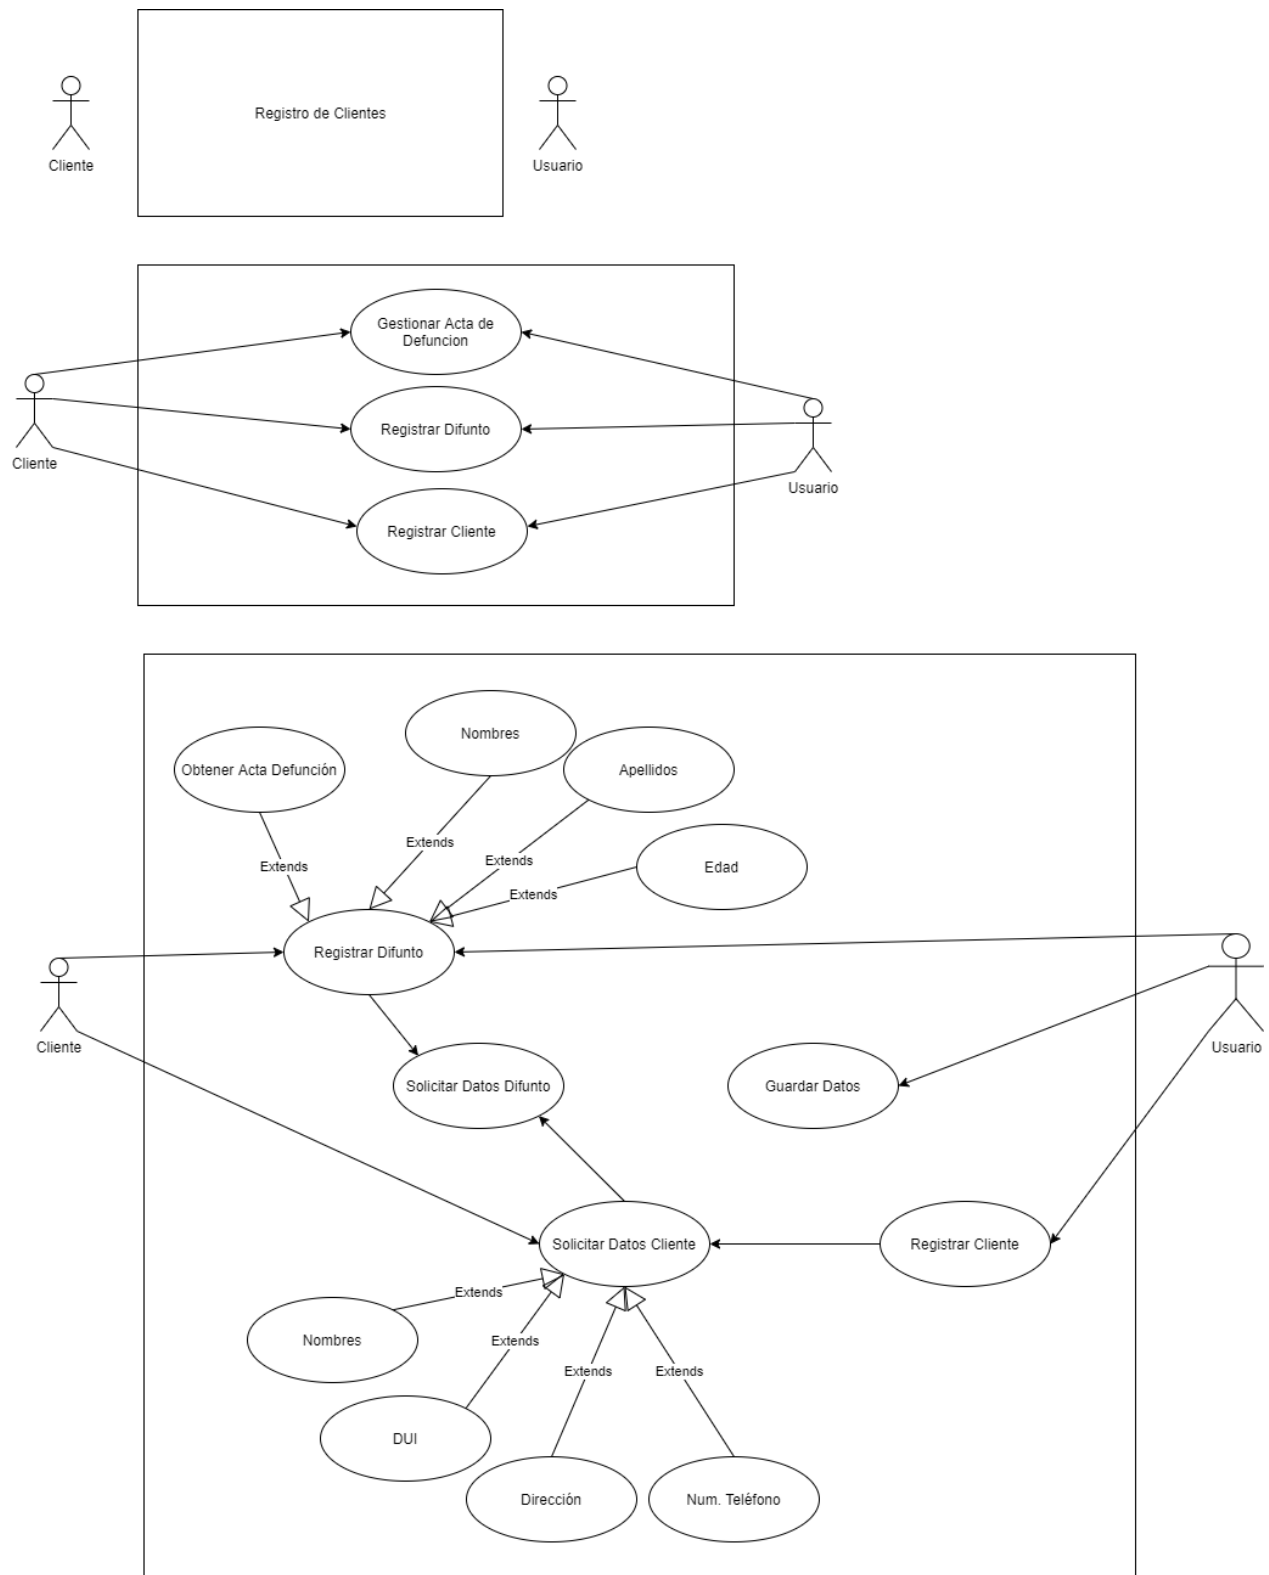 Registro de Clientes
Cliente
Usuario
Gestionar Acta de
Defuncion
Registrar Difunto
Cliente
Usuario
Registrar Cliente
Nombres
Obtener Acta Defunción
Apellidos
Extends
Extends
Extends
Edad
Extends
Registrar Difunto
Cliente
Usuario
Solicitar Datos Difunto
Guardar Datos
Solicitar Datos Cliente
Registrar Cliente
Extends
Nombres
Extends
Extends
Extends
DUI
Dirección
Num. Teléfono